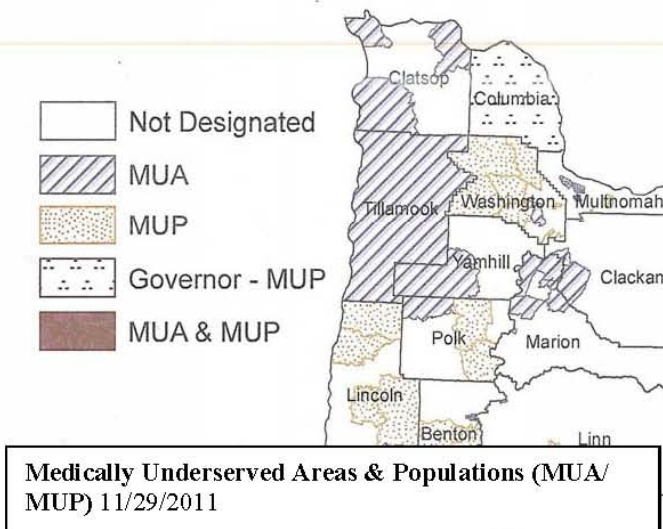 Clatsop
Columbia
Not Designated
MUA
MUP
Tillamook
Washington
Multnomah
Governor - MUP
Yamhill
Clackan
MUA & MUP
Polk
Marion
Lincoln
Benton
Linn
Medically Underserved Areas & Populations (MUA/
MUP) 11/29/2011